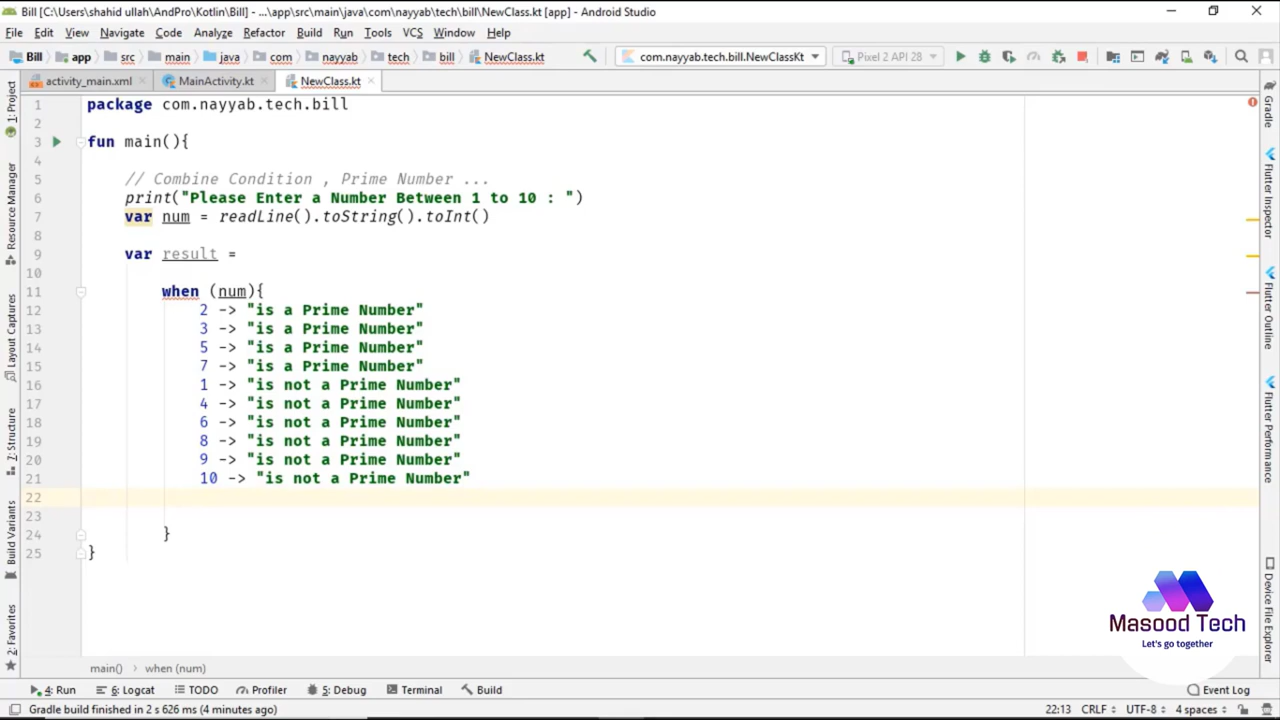 Bill [C:\Users\shahid ullah\AndPro\Kotlin\Bill] - ...\app\src\main\java\com\nayyab\tech\bill\NewClass.kt [app] - Android Studio
File Edit View Navigate Code Analyze Refactor Build Run Tools VCS Window Help
Bill app src main java com nayyab tech bill NewClass.kt com.nayyab.tech.bill.NewClassKt Pixel 2 API 28
activity_main.xml MainActivity.kt NewClass.kt
1 package com.nayyab.tech.bill
2
3 fun main(){
4
5 // Combine Condition , Prime Number ...
6 print("Please Enter a Number Between 1 to 10 : ")
7 var num = readLine().toString().toInt()
8
9 var result =
10
11 when (num){
12 2 -> "is a Prime Number"
13 3 -> "is a Prime Number"
14 5 -> "is a Prime Number"
15 7 -> "is a Prime Number"
16 1 -> "is not a Prime Number"
17 4 -> "is not a Prime Number"
18 6 -> "is not a Prime Number"
19 8 -> "is not a Prime Number"
20 9 -> "is not a Prime Number"
21 10 -> "is not a Prime Number"
22
23
24 }
25 }
1: Project
Resource Manager
Layout Captures
7: Structure
Build Variants
2: Favorites
Gradle
Flutter Inspector
Flutter Outline
Flutter Performance
Device File Explorer
Masood Tech
Let's go together
main() when (num)
4: Run 6: Logcat TODO Profiler 5: Debug Terminal Build Event Log
Gradle build finished in 2 s 626 ms (4 minutes ago) 22:13 CRLF UTF-8 4 spaces